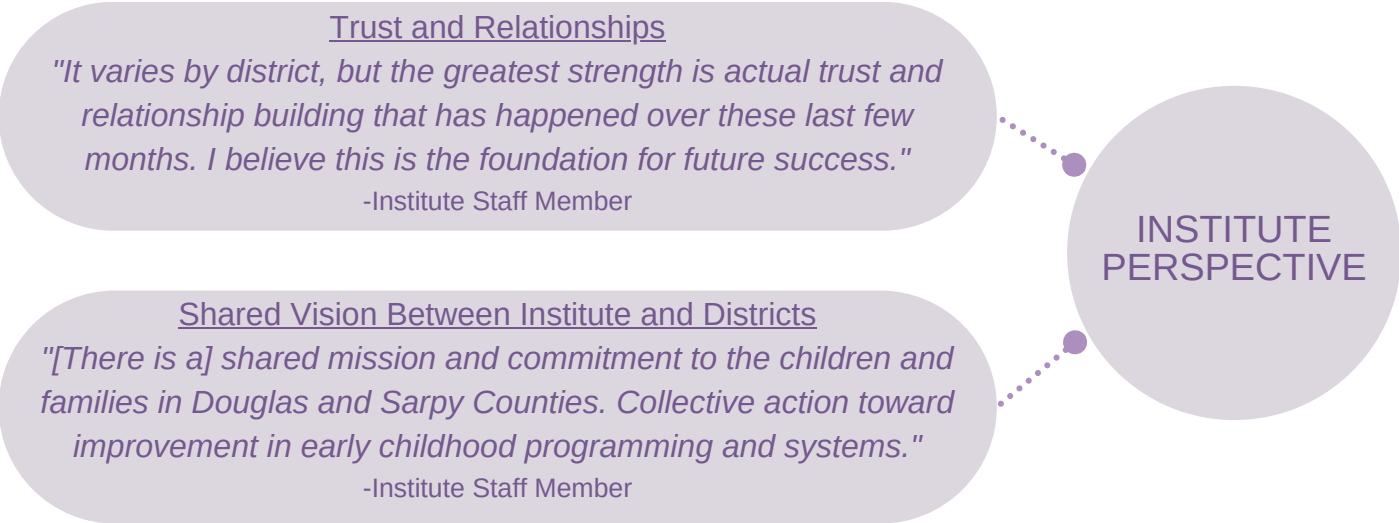 Trust and Relationships
"It varies by district, but the greatest strength is actual trust and
relationship building that has happened over these last few
months. I believe this is the foundation for future success."
-Institute Staff Member
INSTITUTE
PERSPECTIVE
Shared Vision Between Institute and Districts
"[There is a] shared mission and commitment to the children and
families in Douglas and Sarpy Counties. Collective action toward
improvement in early childhood programming and systems."
-Institute Staff Member